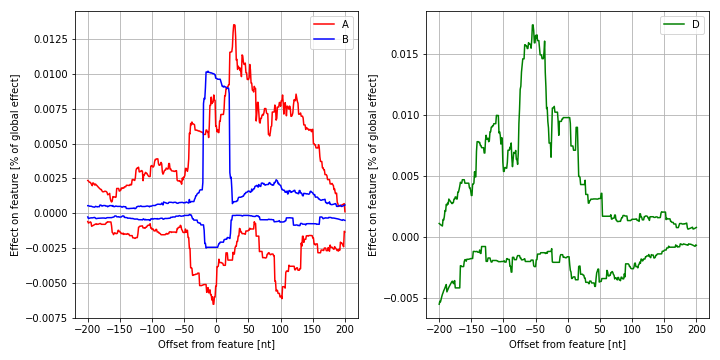 Effect on feature [% of global effect]
0.0125
0.0100
0.0075
0.0050
0.0025
0.0000
−0.0025
−0.0050
−0.0075
−200 −150 −100 −50 0 50 100 150 200
Offset from feature [nt]
A
B
Effect on feature [% of global effect]
0.015
0.010
0.005
0.000
−0.005
−200 −150 −100 −50 0 50 100 150 200
Offset from feature [nt]
D